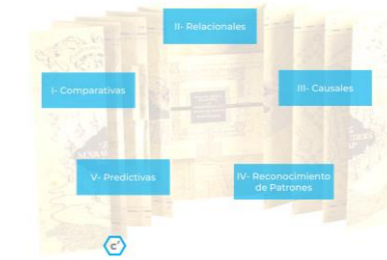 II- Relacionales
I- Comparativas
III- Causales
V- Predictivas
IV- Reconocimiento
de Patrones